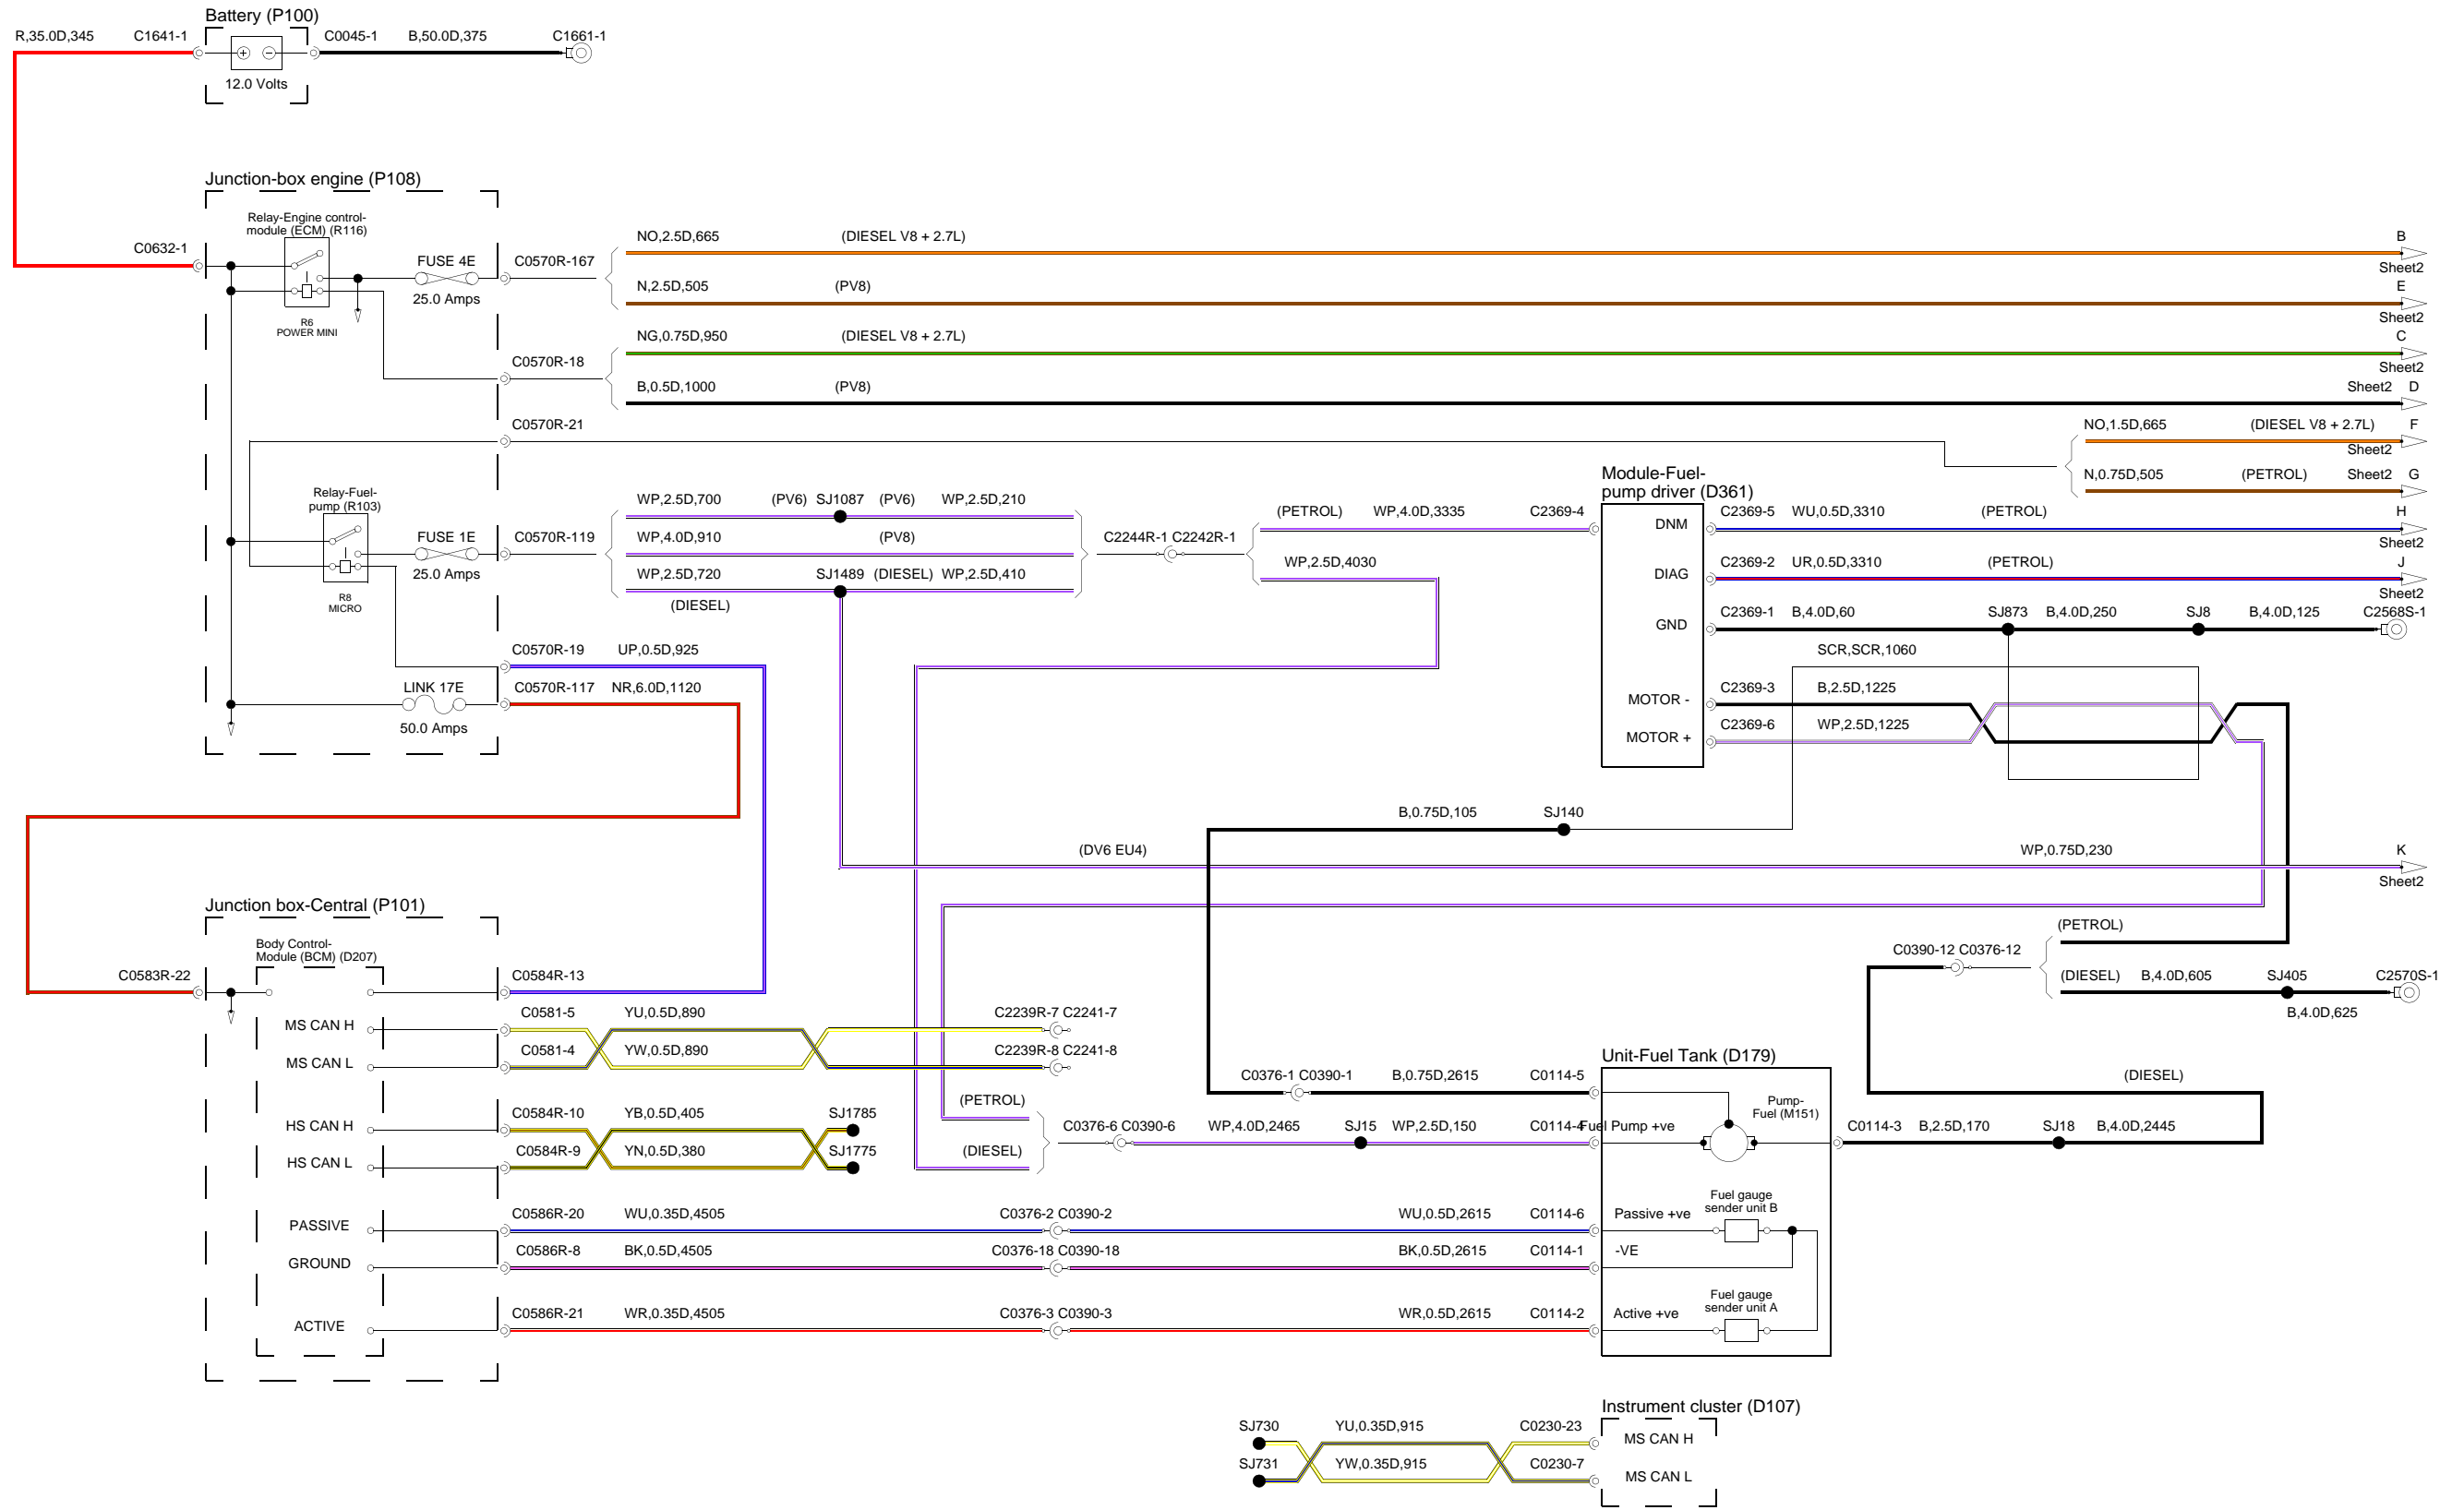 Battery (P100)
R,35.0D,345
C1641-1
C0045-1
B,50.0D,375
C1661-1
12.0 Volts
Junction-box engine (P108)
Relay-Engine control-
module (ECM) (R116)
C0632-1
FUSE 4E
25.0 Amps
R6
POWER MINI
C0570R-167
NO,2.5D,665
(DIESEL V8 + 2.7L)
B
Sheet2
N,2.5D,505
(PV8)
E
Sheet2
NG,0.75D,950
(DIESEL V8 + 2.7L)
C
Sheet2
C0570R-18
B,0.5D,1000
(PV8)
Sheet2 D
C0570R-21
NO,1.5D,665
(DIESEL V8 + 2.7L)
F
Sheet2
N,0.75D,505
(PETROL)
Sheet2 G
Relay-Fuel-
pump (R103)
FUSE 1E
25.0 Amps
R8
MICRO
C0570R-119
WP,2.5D,700
(PV6)
SJ1087
(PV6)
WP,2.5D,210
WP,4.0D,910
(PV8)
WP,2.5D,720
SJ1489
(DIESEL)
WP,2.5D,410
(DIESEL)
C2244R-1 C2242R-1
(PETROL)
WP,4.0D,3335
C2369-4
WP,2.5D,4030
Module-Fuel-
pump driver (D361)
DNM
C2369-5
WU,0.5D,3310
(PETROL)
H
Sheet2
DIAG
C2369-2
UR,0.5D,3310
(PETROL)
J
Sheet2
GND
C2369-1
B,4.0D,60
SJ873
B,4.0D,250
SJ8
B,4.0D,125
C2568S-1
SCR,SCR,1060
MOTOR -
C2369-3
B,2.5D,1225
MOTOR +
C2369-6
WP,2.5D,1225
C0570R-19
UP,0.5D,925
LINK 17E
50.0 Amps
C0570R-117
NR,6.0D,1120
B,0.75D,105
SJ140
(DV6 EU4)
WP,0.75D,230
K
Sheet2
Junction box-Central (P101)
Body Control-
Module (BCM) (D207)
C0583R-22
C0584R-13
(PETROL)
C0390-12 C0376-12
(DIESEL)
B,4.0D,605
SJ405
C2570S-1
B,4.0D,625
MS CAN H
C0581-5
YU,0.5D,890
C2239R-7 C2241-7
MS CAN L
C0581-4
YW,0.5D,890
C2239R-8 C2241-8
HS CAN H
C0584R-10
YB,0.5D,405
SJ1785
HS CAN L
C0584R-9
YN,0.5D,380
SJ1775
Unit-Fuel Tank (D179)
C0376-1 C0390-1
B,0.75D,2615
C0114-5
(PETROL)
(DIESEL)
C0376-6 C0390-6
WP,4.0D,2465
SJ15
WP,2.5D,150
C0114-4
Fuel Pump +ve
Pump-
Fuel (M151)
(DIESEL)
C0114-3
B,2.5D,170
SJ18
B,4.0D,2445
PASSIVE
C0586R-20
WU,0.35D,4505
C0376-2 C0390-2
WU,0.5D,2615
C0114-6
Passive +ve
Fuel gauge
sender unit B
GROUND
C0586R-8
BK,0.5D,4505
C0376-18 C0390-18
BK,0.5D,2615
C0114-1
-VE
ACTIVE
C0586R-21
WR,0.35D,4505
C0376-3 C0390-3
WR,0.5D,2615
C0114-2
Active +ve
Fuel gauge
sender unit A
Instrument cluster (D107)
SJ730
YU,0.35D,915
C0230-23
MS CAN H
SJ731
YW,0.35D,915
C0230-7
MS CAN L